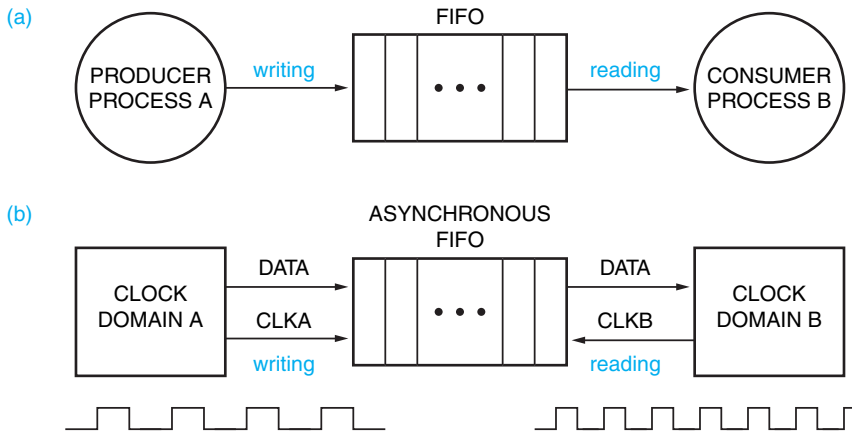 (a)
FIFO
PRODUCER
PROCESS A
writing
• • •
reading
CONSUMER
PROCESS B
(b)
ASYNCHRONOUS
FIFO
CLOCK
DOMAIN A
DATA
CLKA
writing
• • •
DATA
CLKB
reading
CLOCK
DOMAIN B